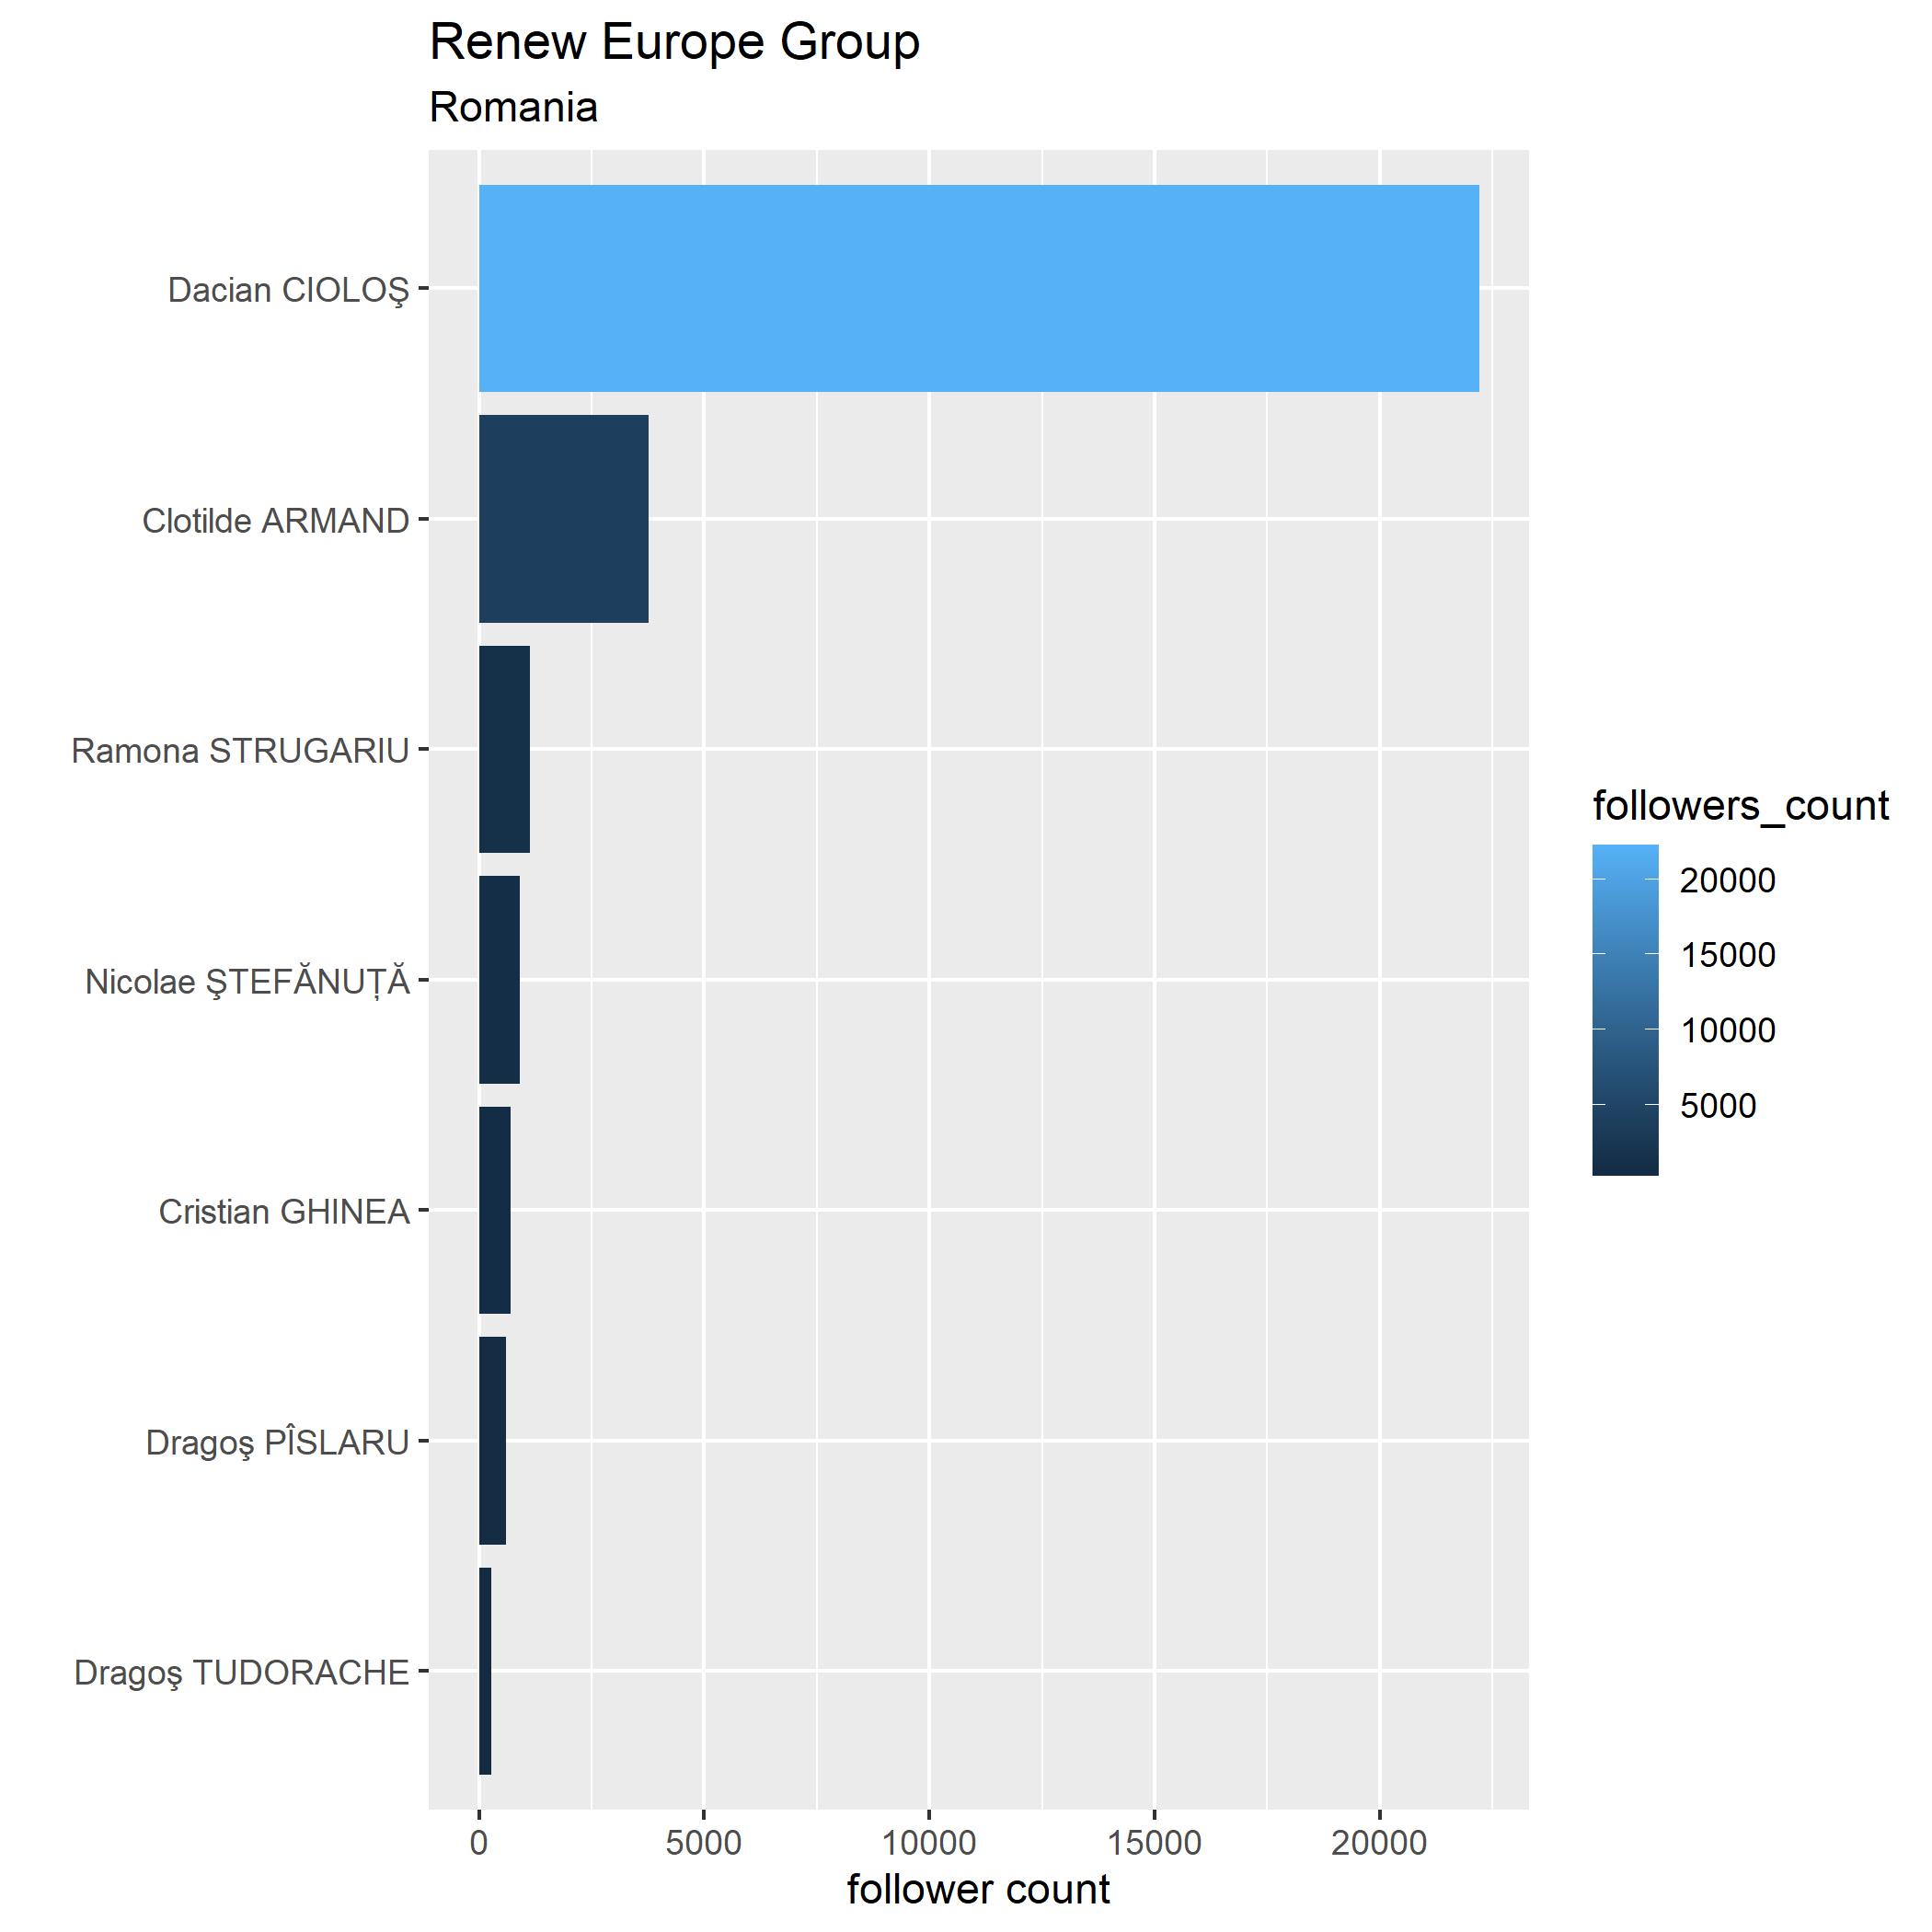 Renew Europe Group
Romania
Dacian CIOLOŞ
Clotilde ARMAND
Ramona STRUGARIU
Nicolae ŞTEFĂNUȚĂ
Cristian GHINEA
Dragoş PÎSLARU
Dragoş TUDORACHE
0 5000 10000 15000 20000
follower count
followers_count
20000
15000
10000
5000